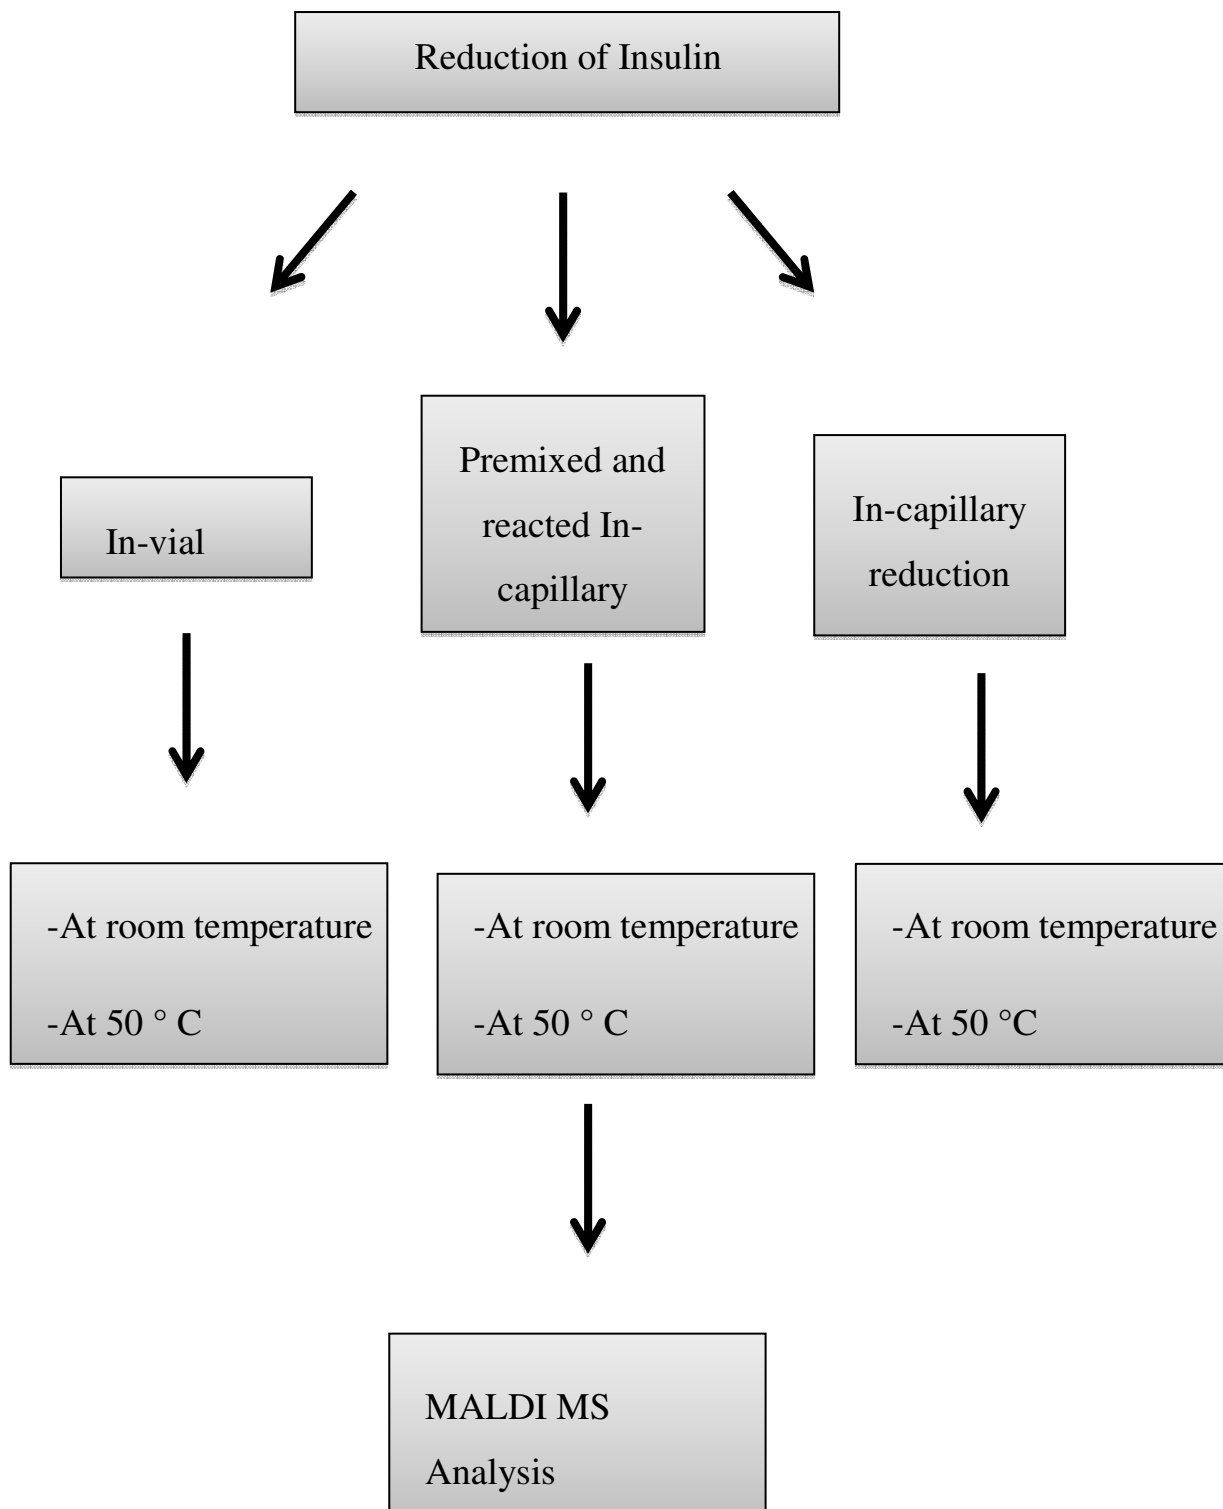 Reduction of Insulin
In-vial
Premixed and
reacted In-
capillary
In-capillary
reduction
-At room temperature
-At 50 ° C
-At room temperature
-At 50 ° C
-At room temperature
-At 50 °C
MALDI MS
Analysis